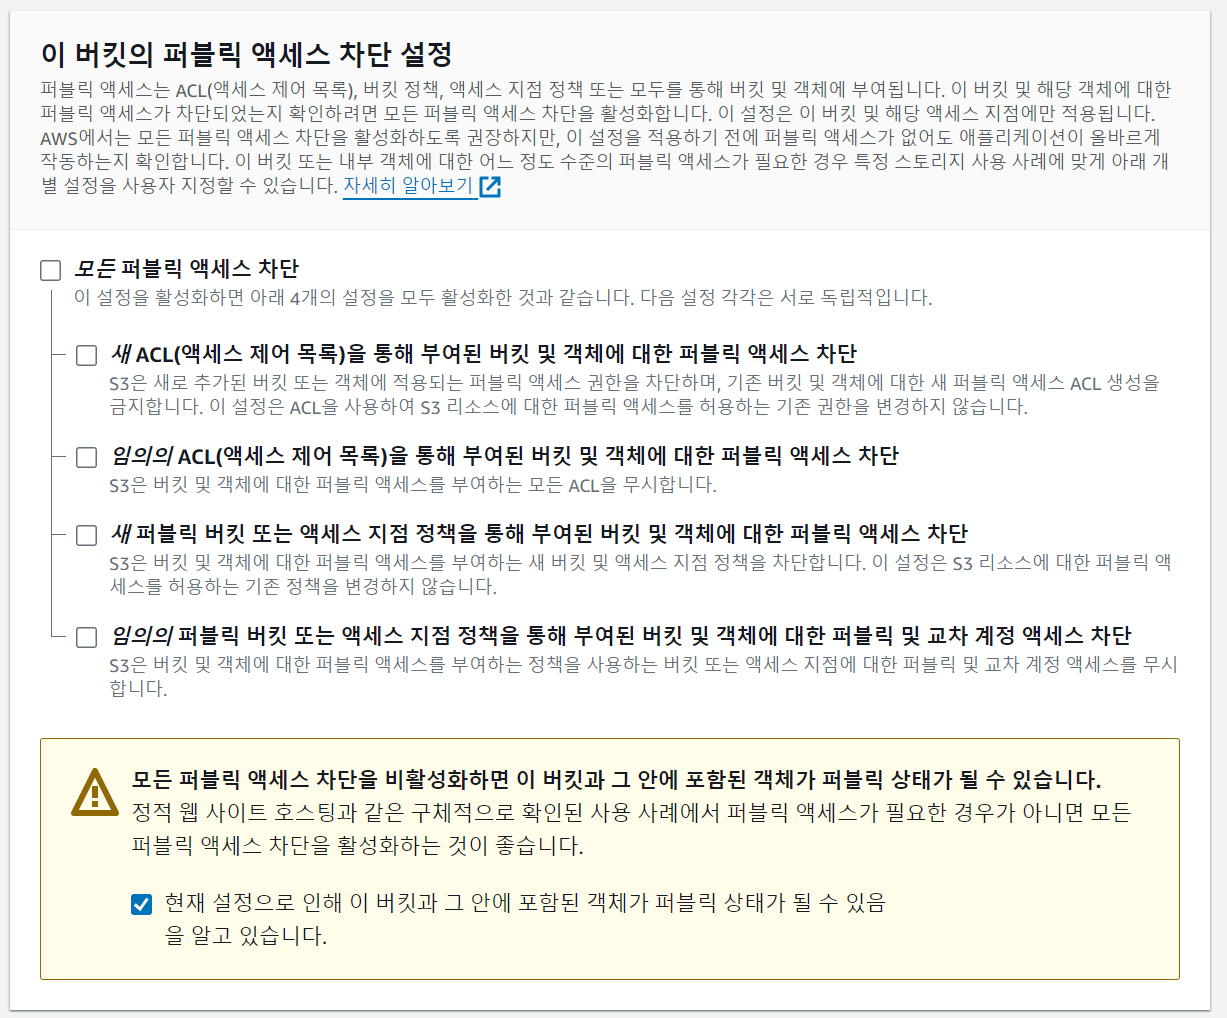 이 버킷의 퍼블릭 액세스 차단 설정
퍼블릭 액세스는 ACL(액세스 제어 목록), 버킷 정책, 액세스 지점 정책 또는 모두를 통해 버킷 및 객체에 부여됩니다. 이 버킷 및 해당 객체에 대한
퍼블릭 액세스가 차단되었는지 확인하려면 모든 퍼블릭 액세스 차단을 활성화합니다. 이 설정은 이 버킷 및 해당 액세스 지점에만 적용됩니다.
AWS에서는 모든 퍼블릭 액세스 차단을 활성화하도록 권장하지만, 이 설정을 적용하기 전에 퍼블릭 액세스가 없어도 애플리케이션이 올바르게
작동하는지 확인합니다. 이 버킷 또는 내부 객체에 대한 어느 정도 수준의 퍼블릭 액세스가 필요한 경우 특정 스토리지 사용 사례에 맞게 아래 개
별 설정을 사용자 지정할 수 있습니다. 자세히 알아보기
모든 퍼블릭 액세스 차단
이 설정을 활성화하면 아래 4개의 설정을 모두 활성화한 것과 같습니다. 다음 설정 각각은 서로 독립적입니다.
새 ACL(액세스 제어 목록)을 통해 부여된 버킷 및 객체에 대한 퍼블릭 액세스 차단
S3은 새로 추가된 버킷 또는 객체에 적용되는 퍼블릭 액세스 권한을 차단하며, 기존 버킷 및 객체에 대한 새 퍼블릭 액세스 ACL 생성을
금지합니다. 이 설정은 ACL을 사용하여 S3 리소스에 대한 퍼블릭 액세스를 허용하는 기존 권한을 변경하지 않습니다.
임의의 ACL(액세스 제어 목록)을 통해 부여된 버킷 및 객체에 대한 퍼블릭 액세스 차단
S3은 버킷 및 객체에 대한 퍼블릭 액세스를 부여하는 모든 ACL을 무시합니다.
새 퍼블릭 버킷 또는 액세스 지점 정책을 통해 부여된 버킷 및 객체에 대한 퍼블릭 액세스 차단
S3은 버킷 및 객체에 대한 퍼블릭 액세스를 부여하는 새 버킷 및 액세스 지점 정책을 차단합니다. 이 설정은 S3 리소스에 대한 퍼블릭 액
세스를 허용하는 기존 정책을 변경하지 않습니다.
임의의 퍼블릭 버킷 또는 액세스 지점 정책을 통해 부여된 버킷 및 객체에 대한 퍼블릭 및 교차 계정 액세스 차단
S3은 버킷 및 객체에 대한 퍼블릭 액세스를 부여하는 정책을 사용하는 버킷 또는 액세스 지점에 대한 퍼블릭 및 교차 계정 액세스를 무시
합니다.
모든 퍼블릭 액세스 차단을 비활성화하면 이 버킷과 그 안에 포함된 객체가 퍼블릭 상태가 될 수 있습니다.
정적 웹 사이트 호스팅과 같은 구체적으로 확인된 사용 사례에서 퍼블릭 액세스가 필요한 경우가 아니면 모든
퍼블릭 액세스 차단을 활성화하는 것이 좋습니다.
현재 설정으로 인해 이 버킷과 그 안에 포함된 객체가 퍼블릭 상태가 될 수 있음
을 알고 있습니다.